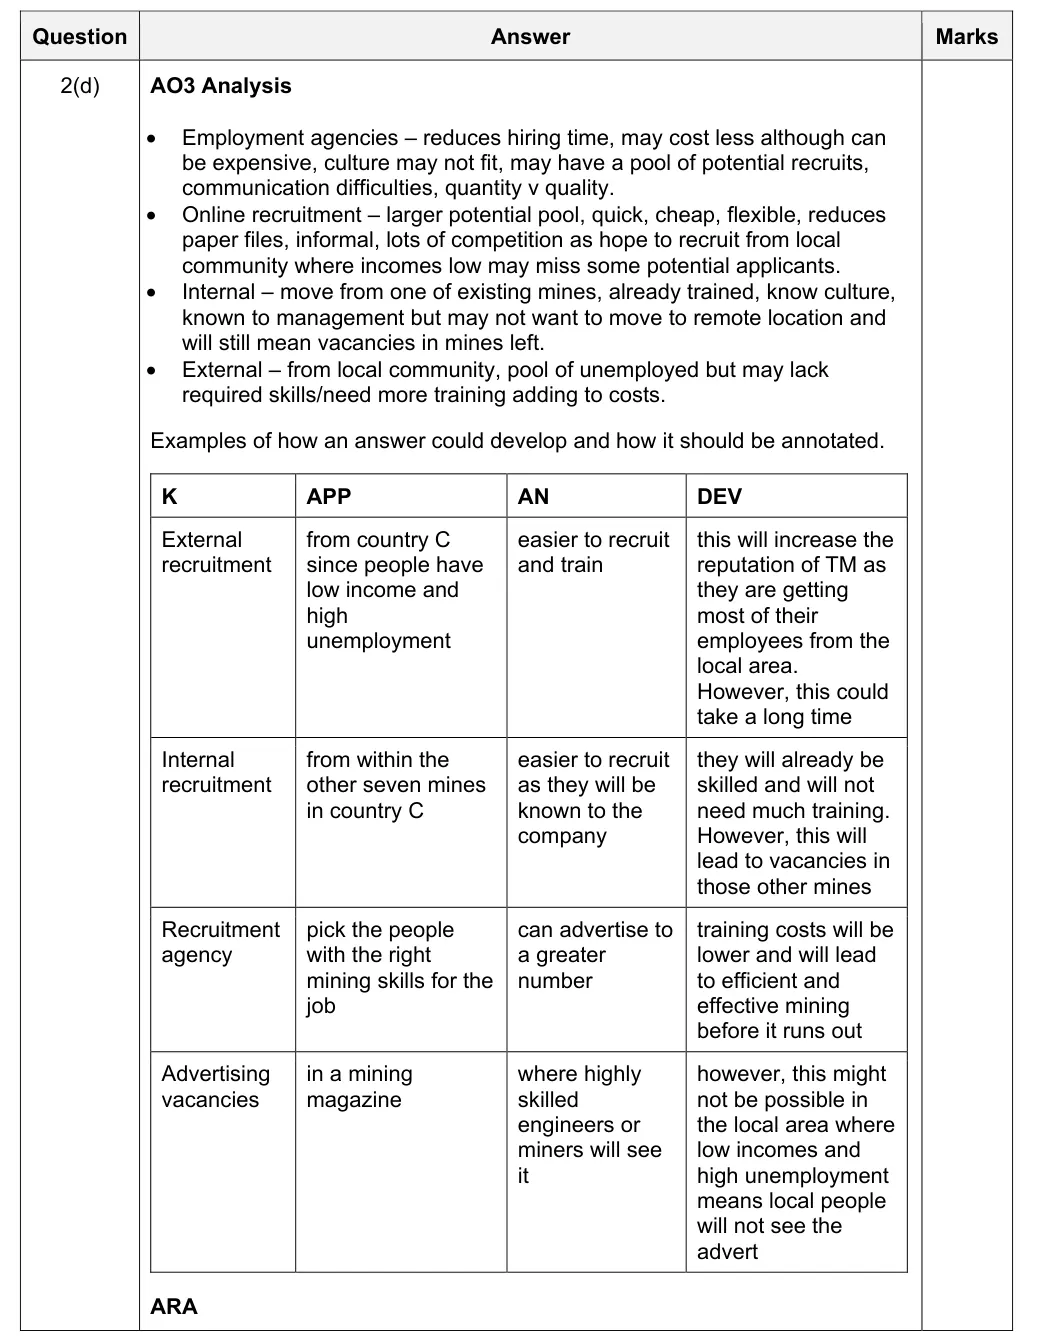 Question Answer Marks
2(d) AO3 Analysis
• Employment agencies – reduces hiring time, may cost less although can
be expensive, culture may not fit, may have a pool of potential recruits,
communication difficulties, quantity v quality.
• Online recruitment – larger potential pool, quick, cheap, flexible, reduces
paper files, informal, lots of competition as hope to recruit from local
community where incomes low may miss some potential applicants.
• Internal – move from one of existing mines, already trained, know culture,
known to management but may not want to move to remote location and
will still mean vacancies in mines left.
• External – from local community, pool of unemployed but may lack
required skills/need more training adding to costs.
Examples of how an answer could develop and how it should be annotated.
K APP AN DEV
External
recruitment
from country C
since people have
low income and
high
unemployment
easier to recruit
and train
this will increase the
reputation of TM as
they are getting
most of their
employees from the
local area.
However, this could
take a long time
Internal
recruitment
from within the
other seven mines
in country C
easier to recruit
as they will be
known to the
company
they will already be
skilled and will not
need much training.
However, this will
lead to vacancies in
those other mines
Recruitment
agency
pick the people
with the right
mining skills for the
job
can advertise to
a greater
number
training costs will be
lower and will lead
to efficient and
effective mining
before it runs out
Advertising
vacancies
in a mining
magazine
where highly
skilled
engineers or
miners will see
it
however, this might
not be possible in
the local area where
low incomes and
high unemployment
means local people
will not see the
advert
ARA